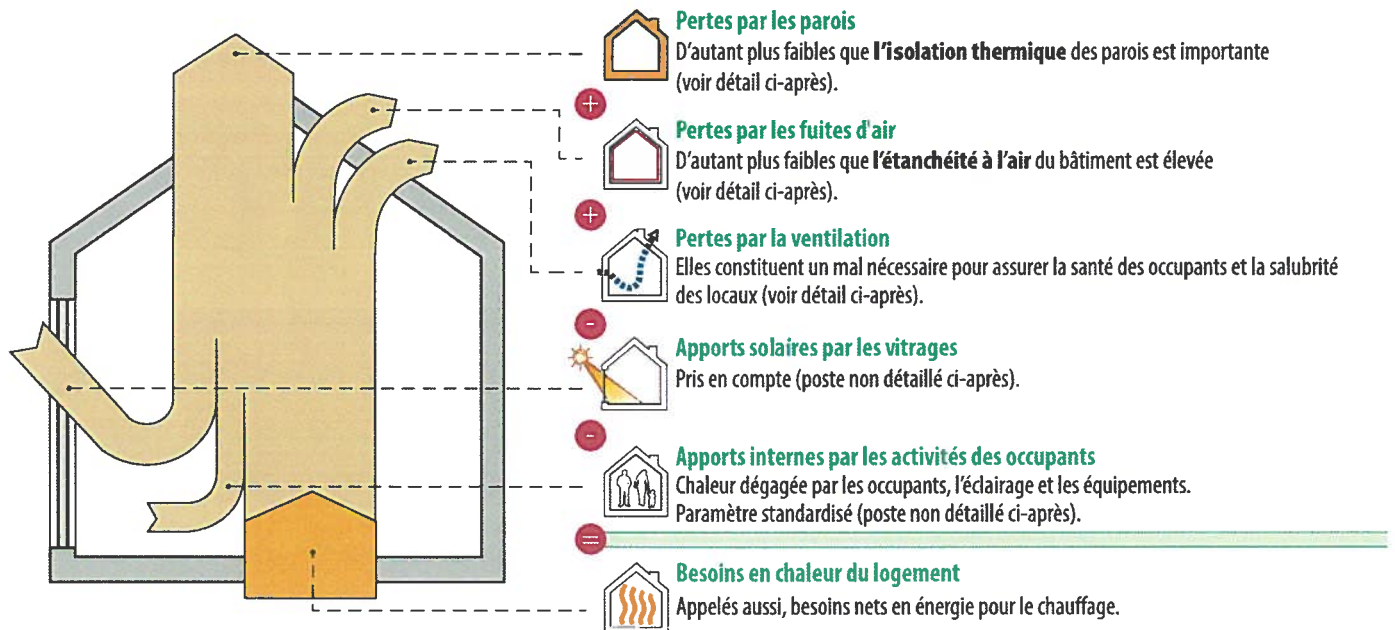 Pertes par les parois
D'autant plus faibles que l'isolation thermique des parois est importante
(voir détail ci-après).
+
Pertes par les fuites d'air
D'autant plus faibles que l'étanchéité à l'air du bâtiment est élevée
(voir détail ci-après).
+
Pertes par la ventilation
Elles constituent un mal nécessaire pour assurer la santé des occupants et la salubrité
des locaux (voir détail ci-après).
-
Apports solaires par les vitrages
Pris en compte (poste non détaillé ci-après).
-
Apports internes par les activités des occupants
Chaleur dégagée par les occupants, l'éclairage et les équipements.
Paramètre standardisé (poste non détaillé ci-après).
=
Besoins en chaleur du logement
Appelés aussi, besoins nets en énergie pour le chauffage.